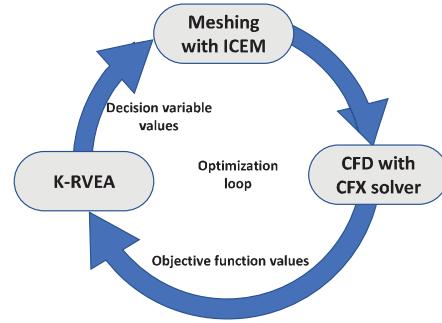 Meshing
with ICEM
Decision variable
values
K-RVEA
Optimization
loop
CFD with
CFX solver
Objective function values